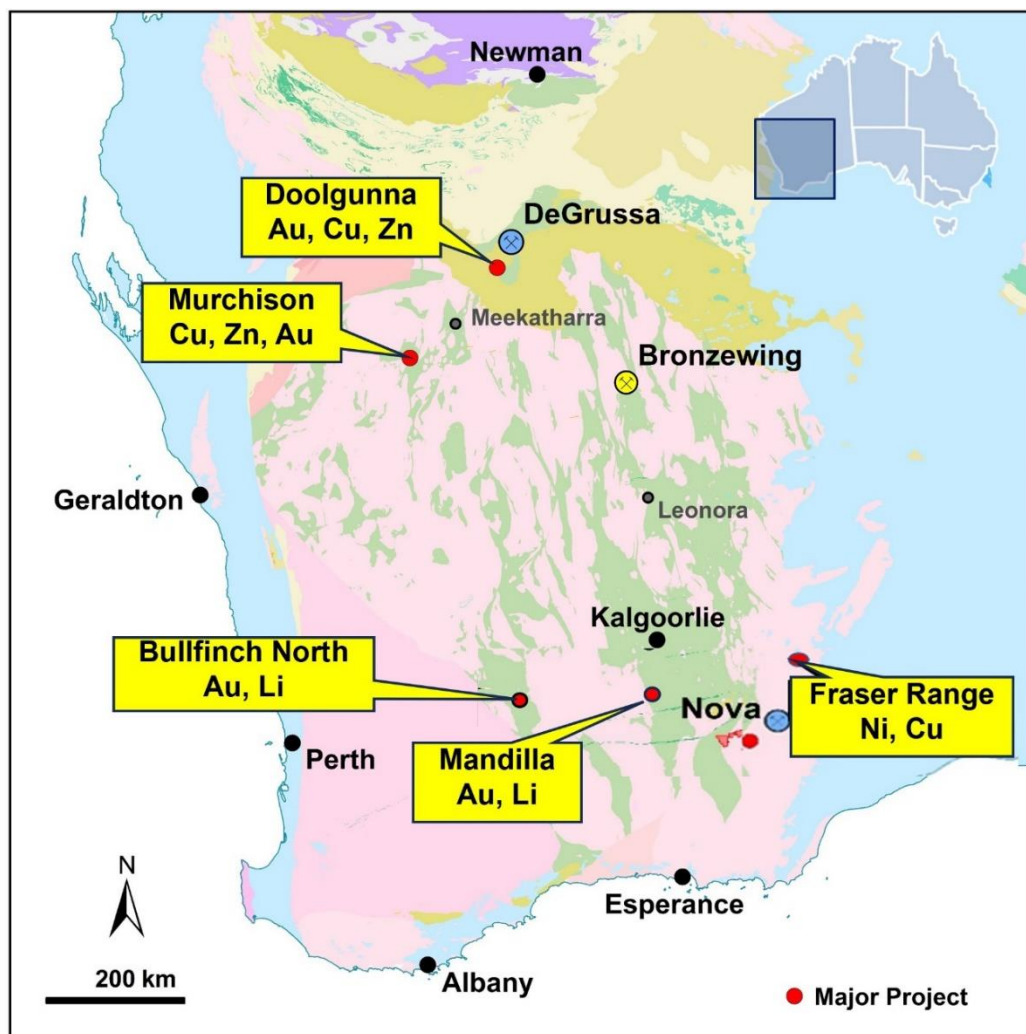 Newman
Doolgunna
Au, Cu, Zn
DeGrussa
Murchison
Cu, Zn, Au
Meekatharra
Bronzewing
Geraldton
Leonora
Kalgoorlie
Bullfinch North
Au, Li
Fraser Range
Ni, Cu
Nova
Perth
Mandilla
Au, Li
Esperance
N
200 km
Albany
Major Project